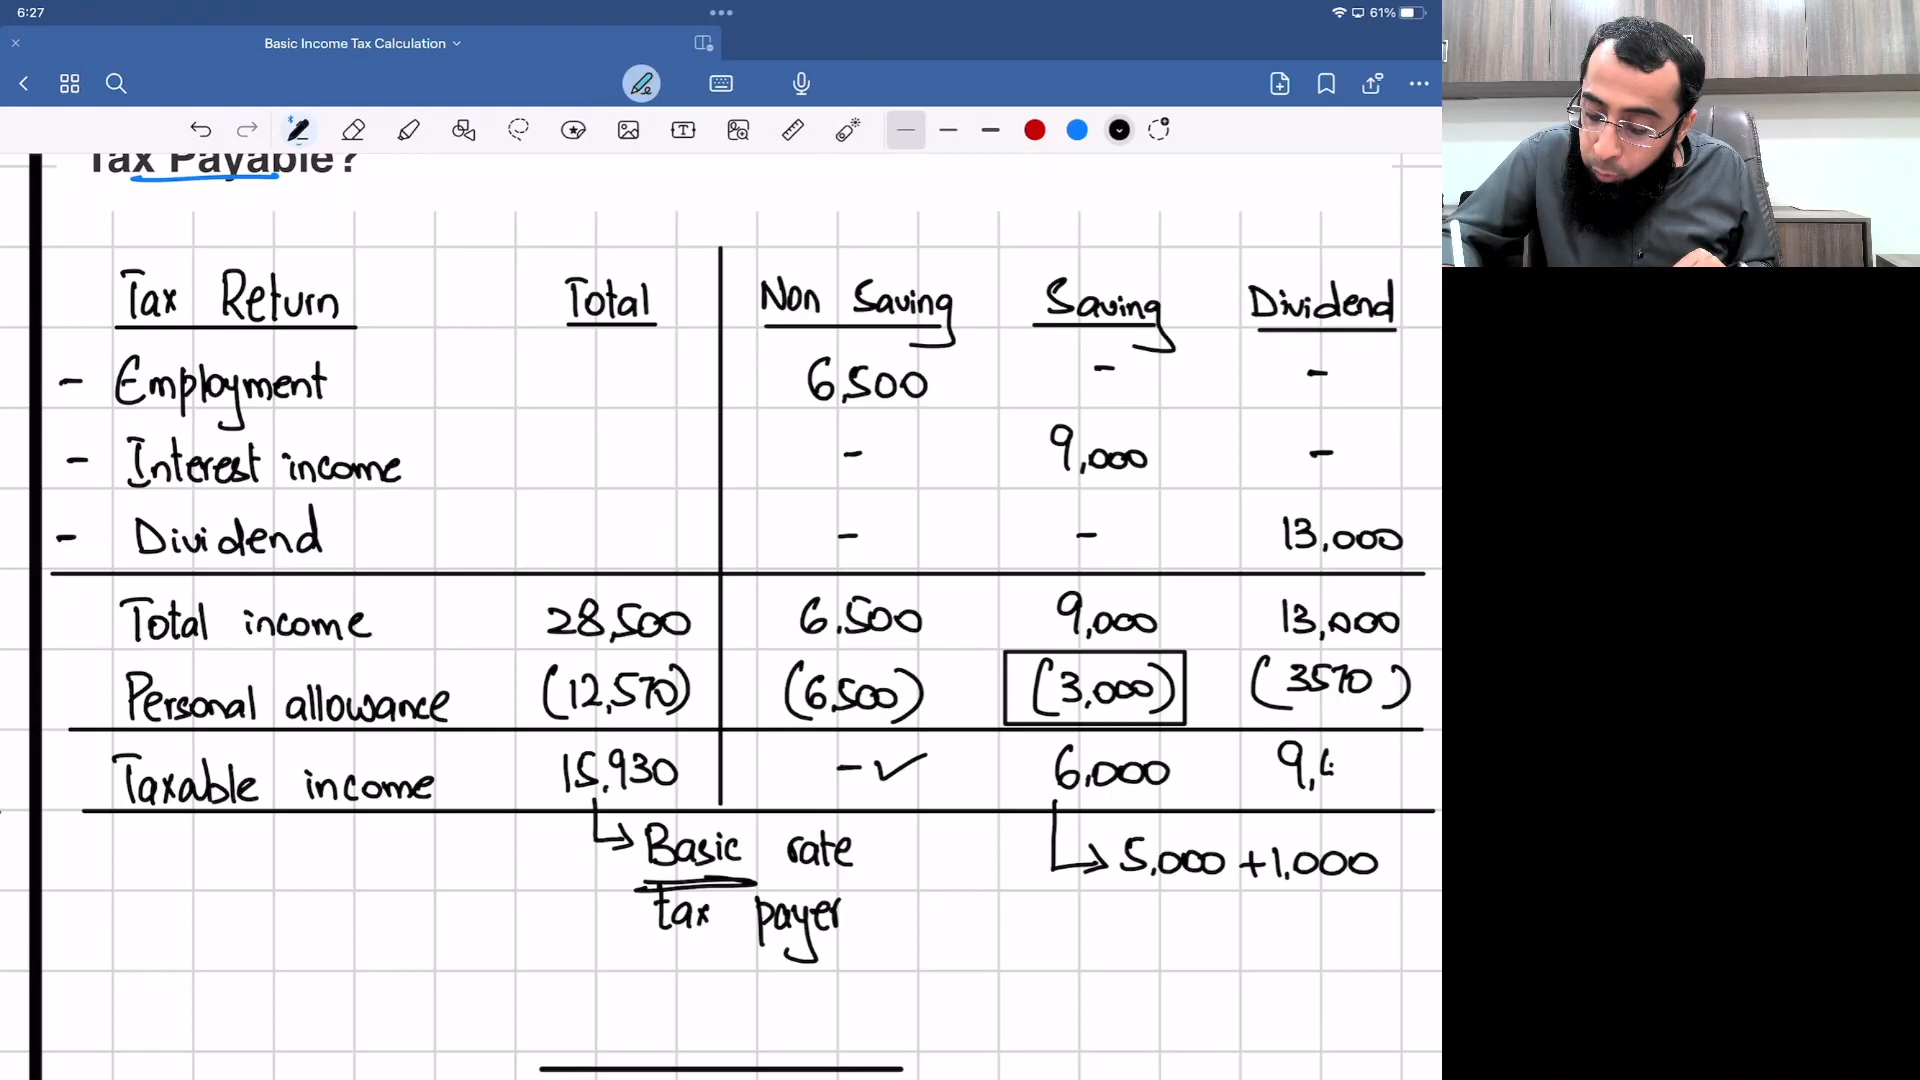 6:27 61%
Basic Income Tax Calculation
Tax Payable?
Tax Return Total Non Saving Saving Dividend
- Employment 6,500 - -
- Interest income - 9,000 -
- Dividend - - 13,000
Total income 28,500 6.500 9,000 13,000
Personal allowance (12,570) (6,500) (3,000) (3570)
Taxable income 15,930 - ✓ 6,000 9,
↳ Basic rate ↳ 5,000 + 1,000
tax payer